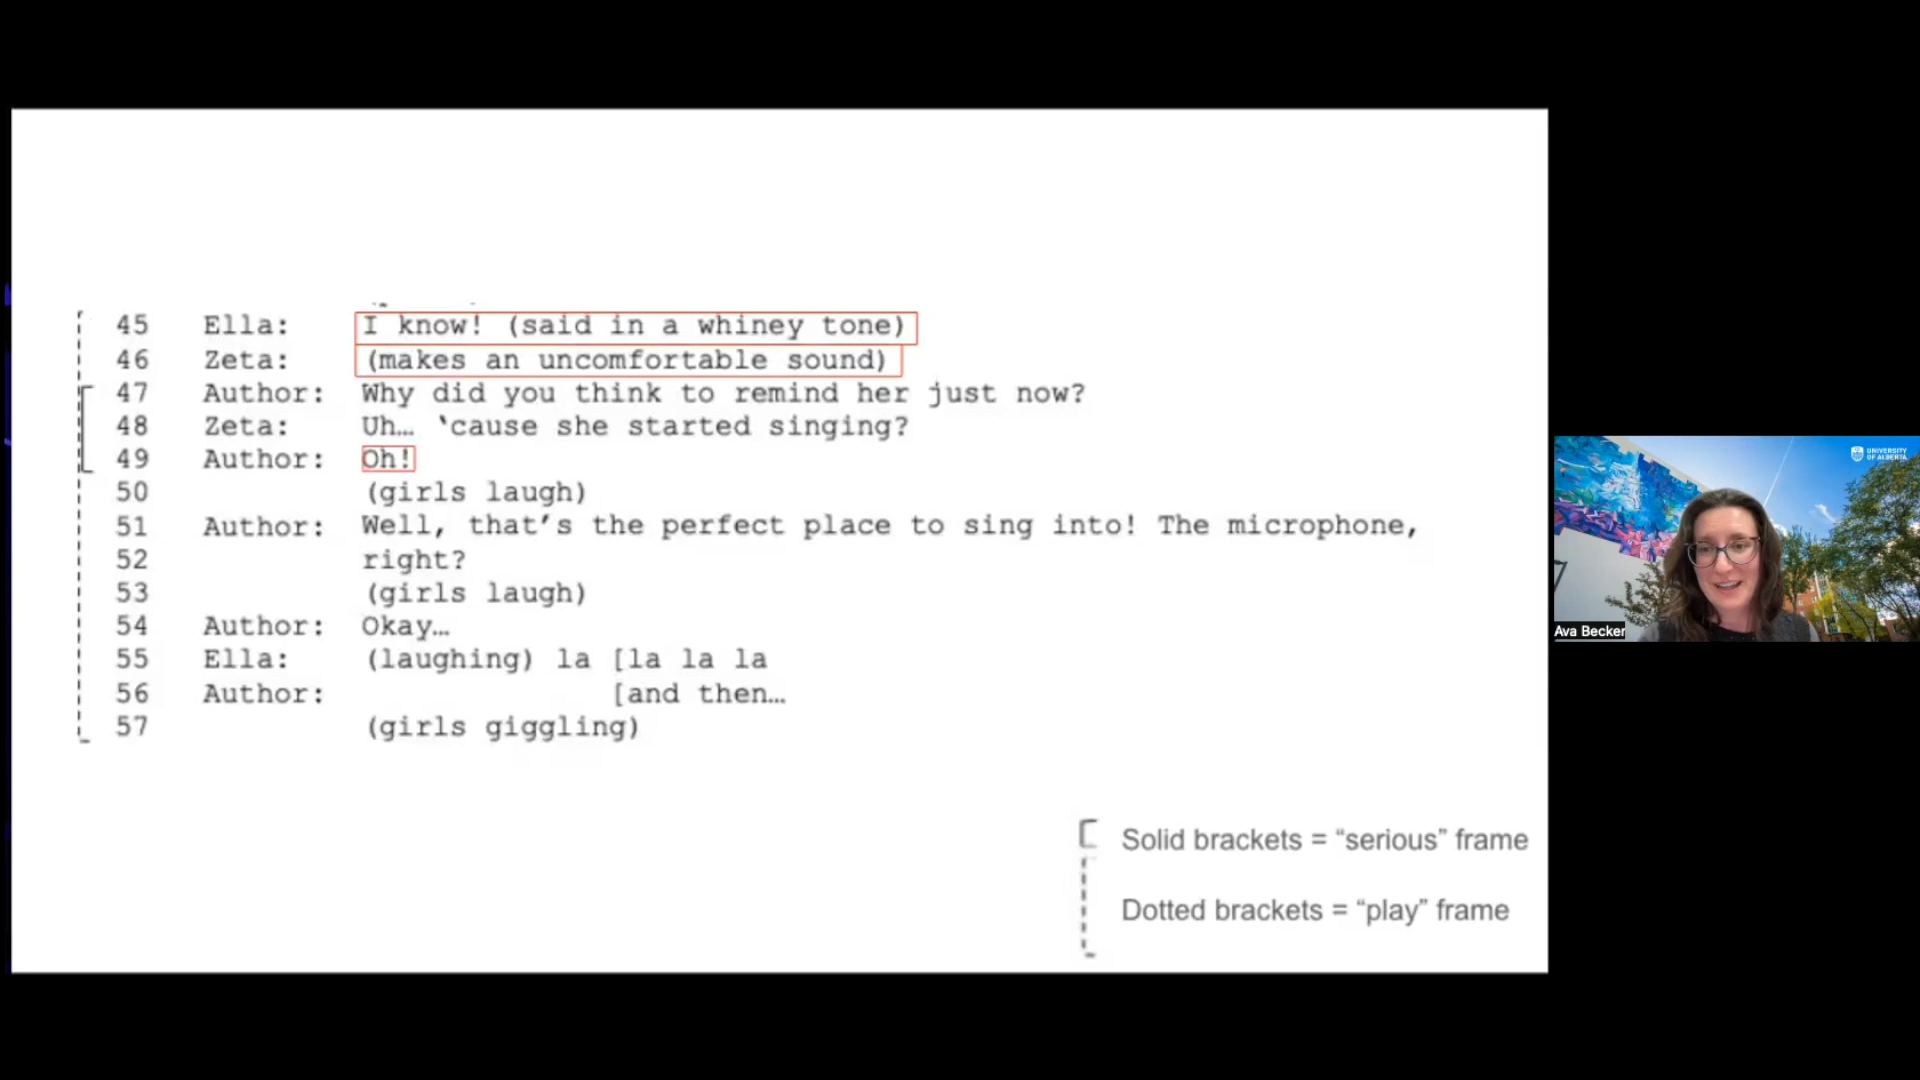 45 Ella: I know! (said in a whiney tone)
46 Zeta: (makes an uncomfortable sound)
47 Author: Why did you think to remind her just now?
48 Zeta: Uh… ‘cause she started singing?
49 Author: Oh!
50 (girls laugh)
51 Author: Well, that’s the perfect place to sing into! The microphone,
52 right?
53 (girls laugh)
54 Author: Okay…
55 Ella: (laughing) la [la la la
56 Author: [and then…
57 (girls giggling)
Solid brackets = “serious” frame
Dotted brackets = “play” frame
UNIVERSITY
OF ALBERTA
Ava Becker